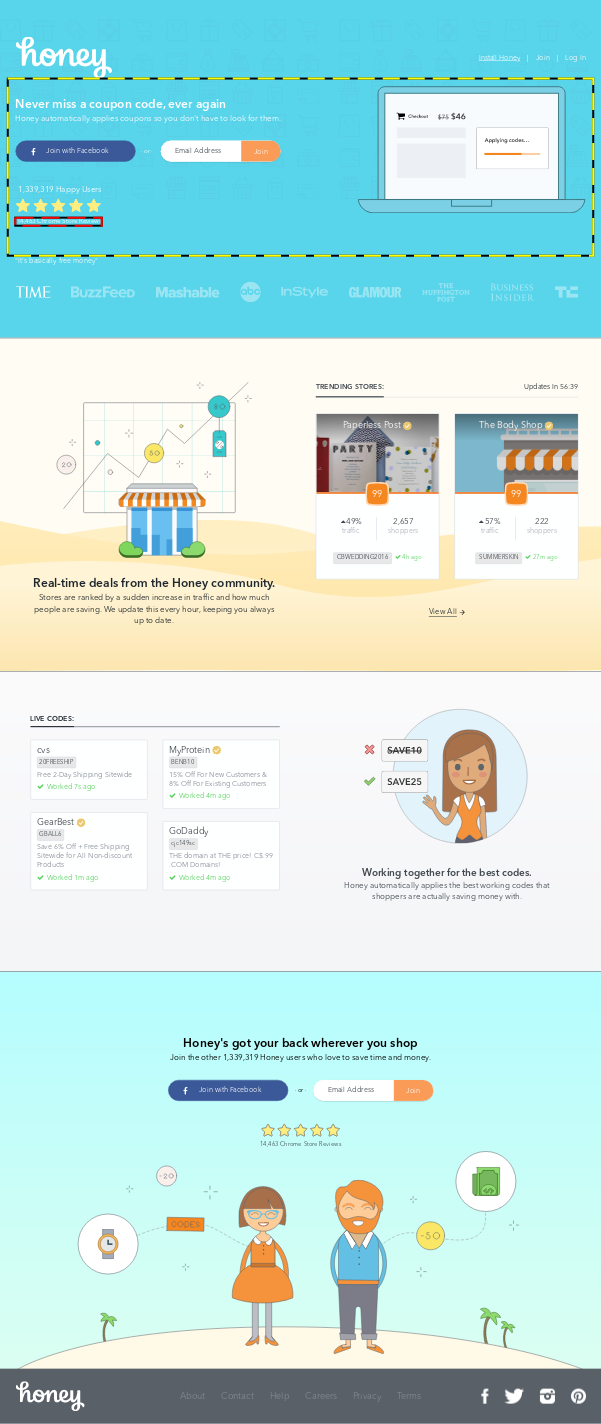 honey
Install Honey | Join | Log In
Never miss a coupon code, ever again
Honey automatically applies coupons so you don't have to look for them.
Join with Facebook
or
Email Address
Join
Checkout $75 $46
Applying codes...
1,339,319 Happy Users
Chrome Store Reviews
"It's basically free money"
TIME
BuzzFeed
Mashable
abc
InStyle
GLAMOUR
THE
HUFFINGTON
POST
BUSINESS
INSIDER
TC
80
50
20
TRENDING STORES:
Updates in 56:39
Paperless Post
PARTY
99
49%
traffic
2,657
shoppers
CBWEDDING2016 4h ago
The Body Shop
99
57%
traffic
222
shoppers
SUMMERSKIN 27m ago
Real-time deals from the Honey community.
Stores are ranked by a sudden increase in traffic and how much
people are saving. We update this every hour, keeping you always
up to date.
View All
LIVE CODES:
cvs
20FREESHIP
Free 2-Day Shipping Sitewide
Worked 7s ago
GearBest
GBALL6
Save 6% Off + Free Shipping
Sitewide for All Non-discount
Products
Worked 1m ago
MyProtein
BENB10
15% Off For New Customers &
8% Off For Existing Customers
Worked 4m ago
GoDaddy
cjc149sc
THE domain at THE price! C$.99
.COM Domains!
Worked 4m ago
SAVE10
SAVE25
Working together for the best codes.
Honey automatically applies the best working codes that
shoppers are actually saving money with.
Honey's got your back wherever you shop
Join the other 1,339,319 Honey users who love to save time and money.
Join with Facebook
or
Email Address
Join
14,463 Chrome Store Reviews
-20
CODES
-50
honey
About
Contact
Help
Careers
Privacy
Terms